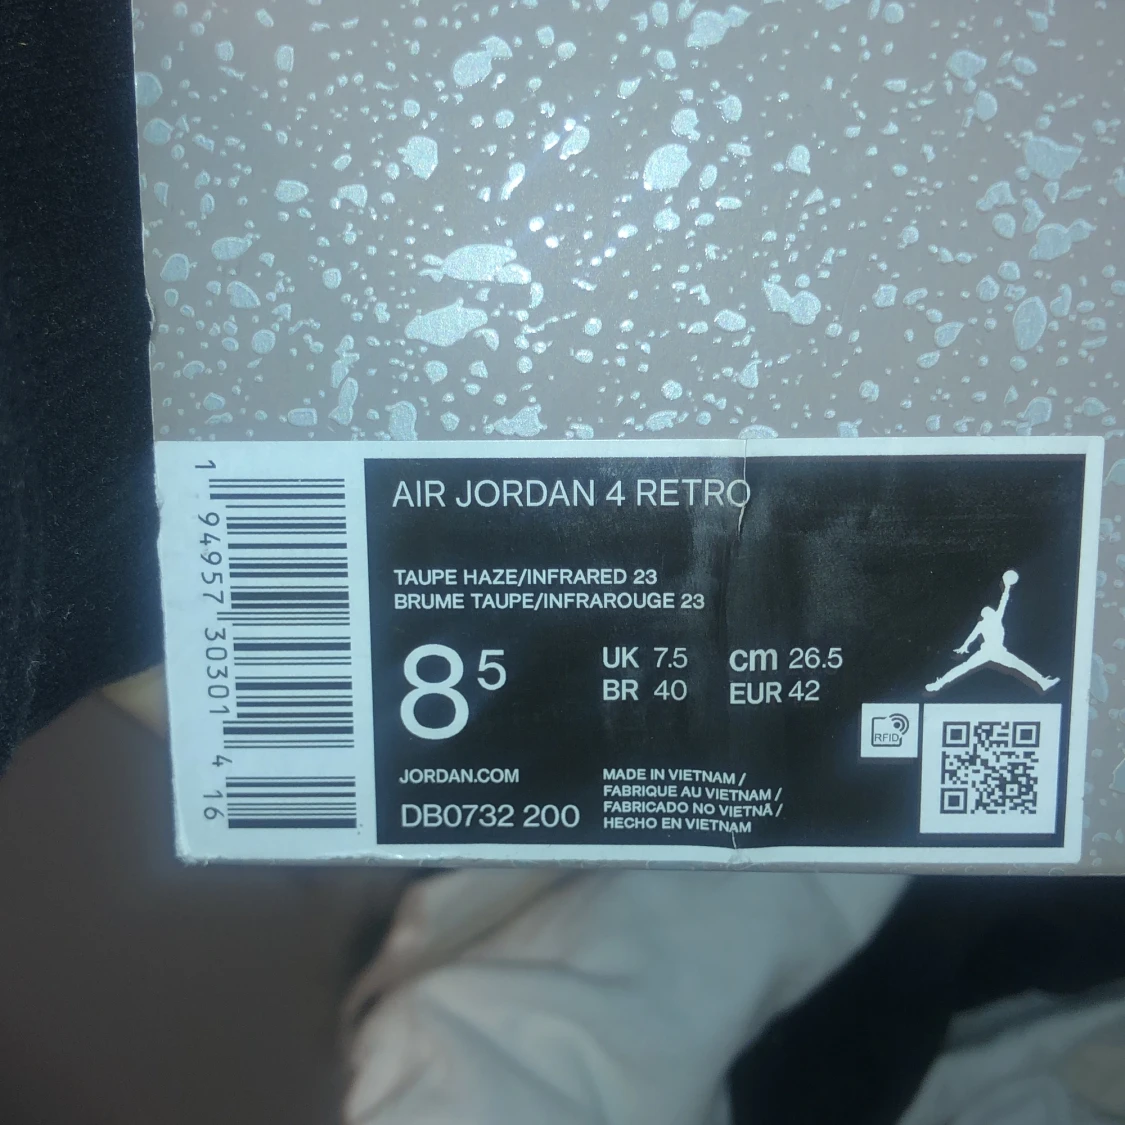 AIR JORDAN 4 RETRO
TAUPE HAZE/INFRARED 23
BRUME TAUPE/INFRAROUGE 23
8 5
UK 7.5
cm 26.5
BR 40
EUR 42
JORDAN.COM
DB0732 200
MADE IN VIETNAM /
FABRIQUE AU VIETNAM /
FABRICADO NO VIETNÃ /
HECHO EN VIETNAM
RFID
1 94957 30301 4 16